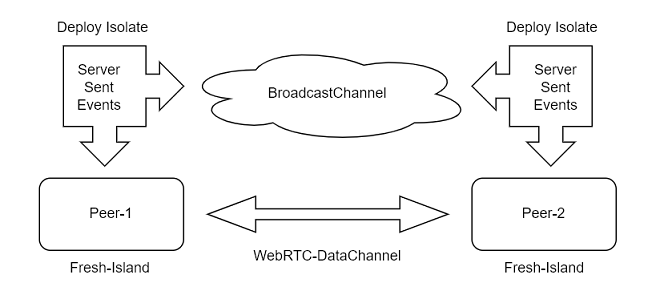 Deploy Isolate
Deploy Isolate
Server
Sent
Events
BroadcastChannel
Server
Sent
Events
Peer-1
Peer-2
WebRTC-DataChannel
Fresh-Island
Fresh-Island